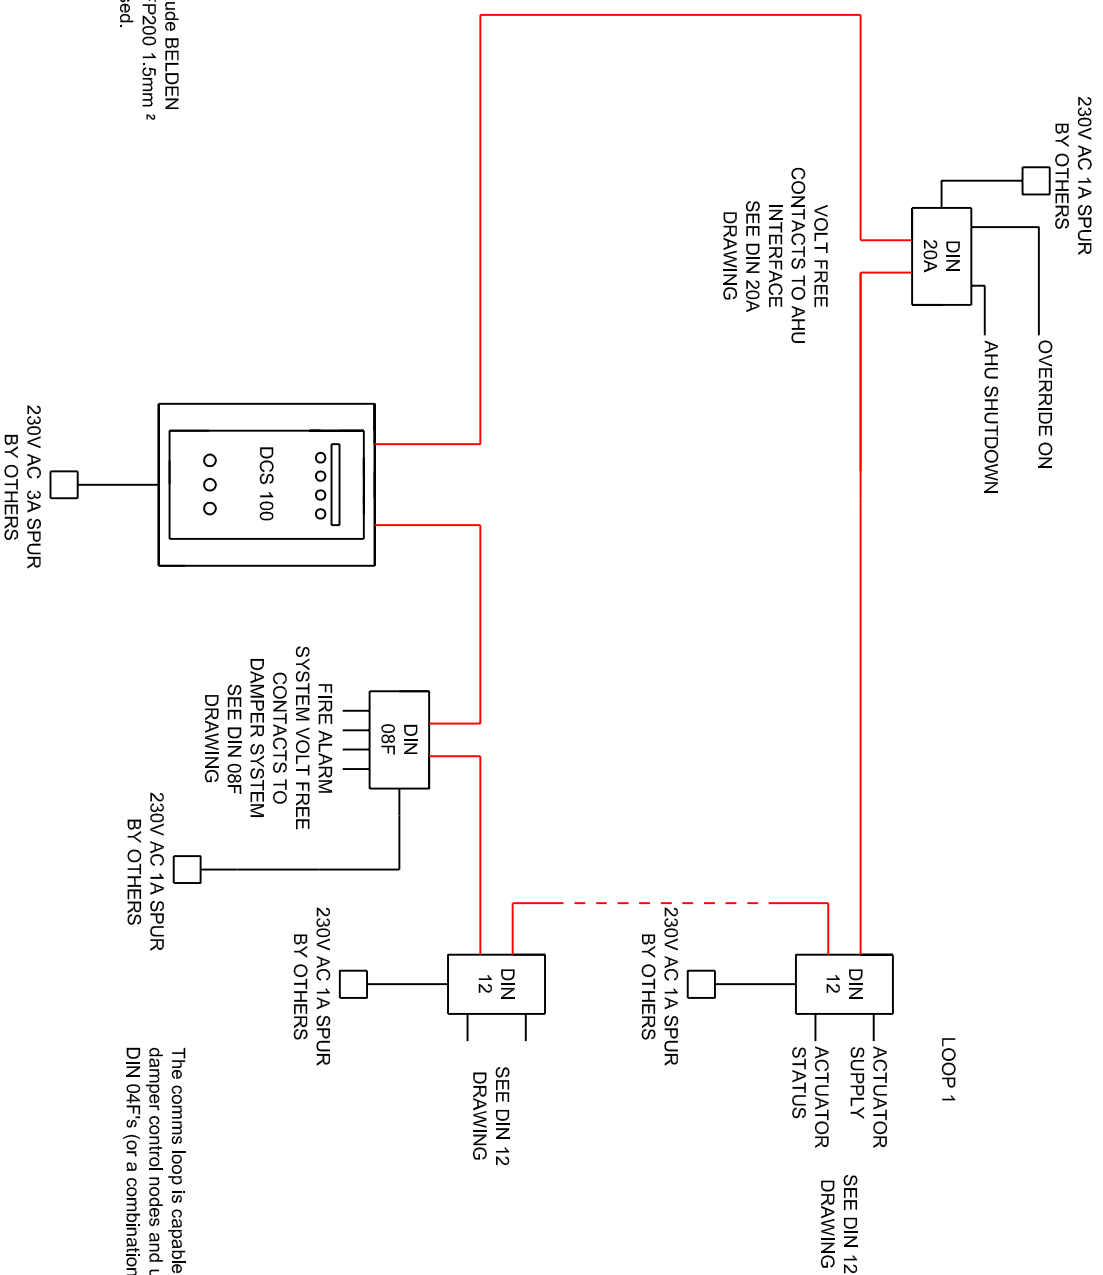 230V AC 1A SPUR
BY OTHERS
DIN
20A
OVERRIDE ON
AHU SHUTDOWN
VOLT FREE
CONTACTS TO AHU
INTERFACE
SEE DIN 20A
DRAWING
LOOP 1
DIN
12
ACTUATOR
SUPPLY
ACTUATOR
STATUS
SEE DIN 12
DRAWING
230V AC 1A SPUR
BY OTHERS
DIN
12
SEE DIN 12
DRAWING
230V AC 1A SPUR
BY OTHERS
DIN
08F
FIRE ALARM
SYSTEM VOLT FREE
CONTACTS TO
DAMPER SYSTEM
SEE DIN 08F
DRAWING
230V AC 1A SPUR
BY OTHERS
DCS 100
230V AC 3A SPUR
BY OTHERS
BELDEN
FP200 1.5mm ²
The comms loop is capable
damper control nodes and
DIN 04F's (or a combination